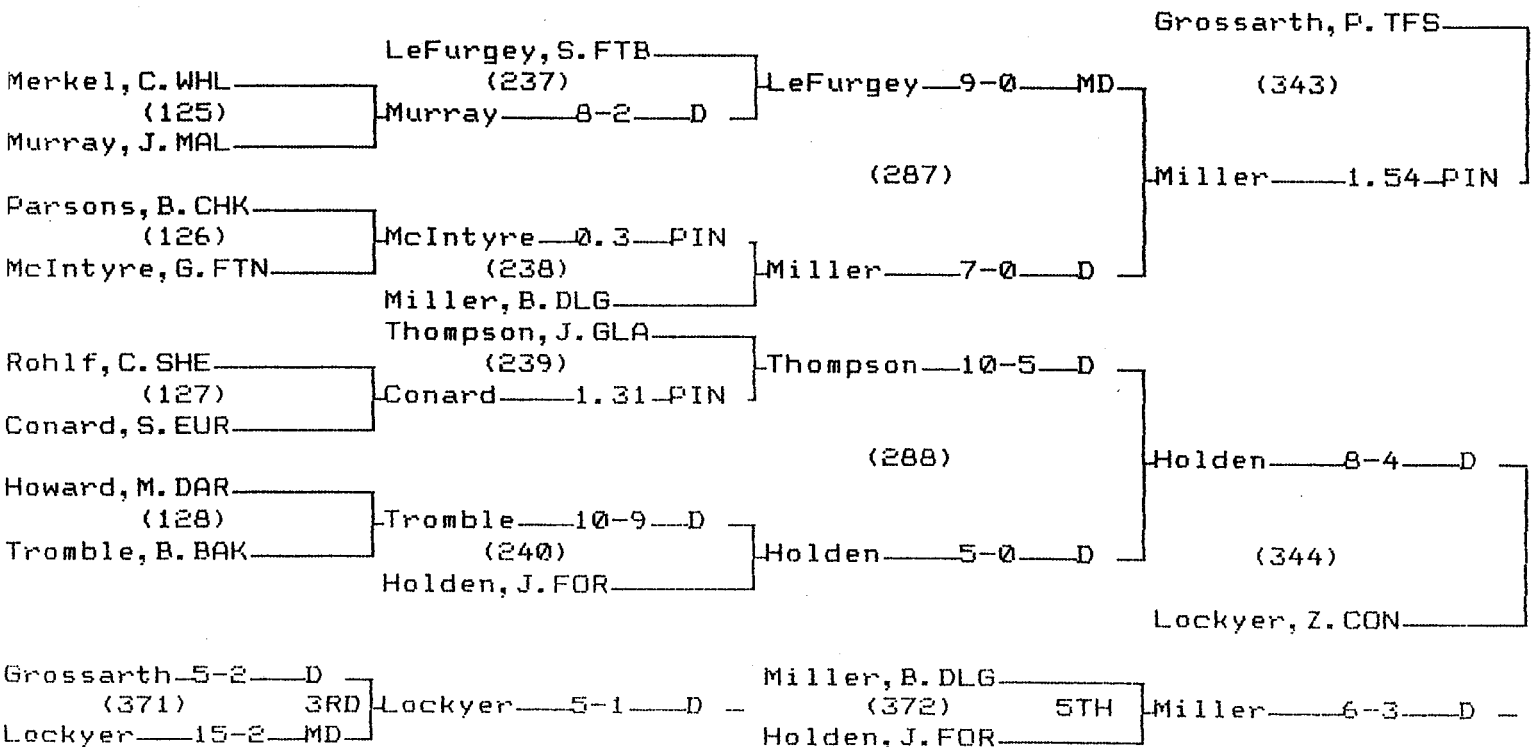 Grossarth, P. TFS
LeFurgey, S. FTB
Merkel, C. WHL (237) LeFurgey 9-0 MD (343)
(125) Murray 8-2 D
Murray, J. MAL
(287) Miller 1.54 PIN
Parsons, B. CHK
(126) McIntyre 0.3 PIN
McIntyre, G. FTN (238) Miller 7-0 D
Miller, B. DLG
Thompson, J. GLA
Rohlf, C. SHE (239) Thompson 10-5 D
(127) Conard 1.31 PIN
Conard, S. EUR
(288) Holden 8-4 D
Howard, M. DAR
(128) Tromble 10-9 D
Tromble, B. BAK (240) Holden 5-0 D (344)
Holden, J. FOR
Lockyer, Z. CON
Grossarth 5-2 D Miller, B. DLG
(371) 3RD Lockyer 5-1 D (372) 5TH Miller 6-3 D
Lockyer 15-2 MD Holden, J. FOR